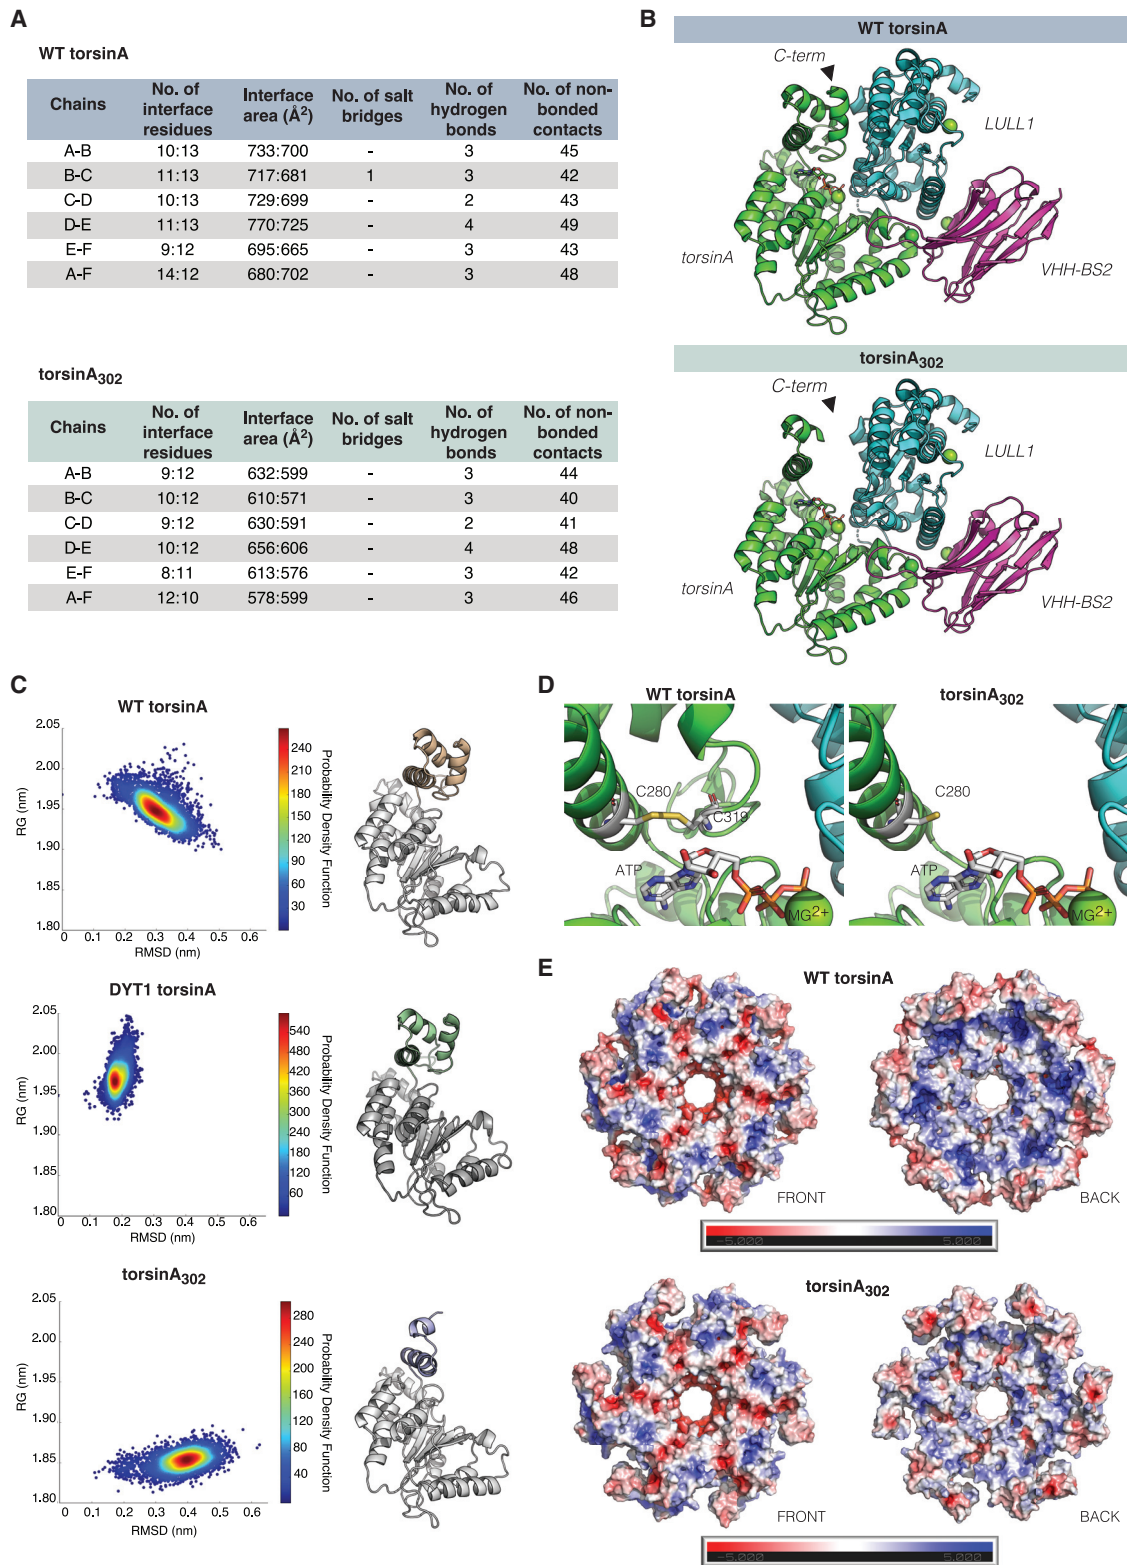 A
WT torsinA
Chains No. of interface residues Interface area (Å²) No. of salt bridges No. of hydrogen bonds No. of non-bonded contacts
A-B 10:13 733:700 - 3 45
B-C 11:13 717:681 1 3 42
C-D 10:13 729:699 - 2 43
D-E 11:13 770:725 - 4 49
E-F 9:12 695:665 - 3 43
A-F 14:12 680:702 - 3 48
torsinA302
Chains No. of interface residues Interface area (Å²) No. of salt bridges No. of hydrogen bonds No. of non-bonded contacts
A-B 9:12 632:599 - 3 44
B-C 10:12 610:571 - 3 40
C-D 9:12 630:591 - 2 41
D-E 10:12 656:606 - 4 48
E-F 8:11 613:576 - 3 42
A-F 12:10 578:599 - 3 46
B
WT torsinA
C-term
LULL1
torsinA
VHH-BS2
torsinA302
C-term
LULL1
torsinA
VHH-BS2
C
WT torsinA
2.05
2.00
1.95
1.90
1.85
1.80
RG (nm)
0 0.1 0.2 0.3 0.4 0.5 0.6
RMSD (nm)
240
210
180
150
120
90
60
30
Probability Density Function
DYT1 torsinA
2.05
2.00
1.95
1.90
1.85
1.80
RG (nm)
0 0.1 0.2 0.3 0.4 0.5 0.6
RMSD (nm)
540
480
420
360
300
240
180
120
60
Probability Density Function
torsinA302
2.05
2.00
1.95
1.90
1.85
1.80
RG (nm)
0 0.1 0.2 0.3 0.4 0.5 0.6
RMSD (nm)
280
240
200
160
120
80
40
Probability Density Function
D
WT torsinA
C280
C319
ATP
MG2+
torsinA302
C280
ATP
MG2+
E
WT torsinA
FRONT
BACK
-5.000 5.000
torsinA302
FRONT
BACK
-5.000 5.000